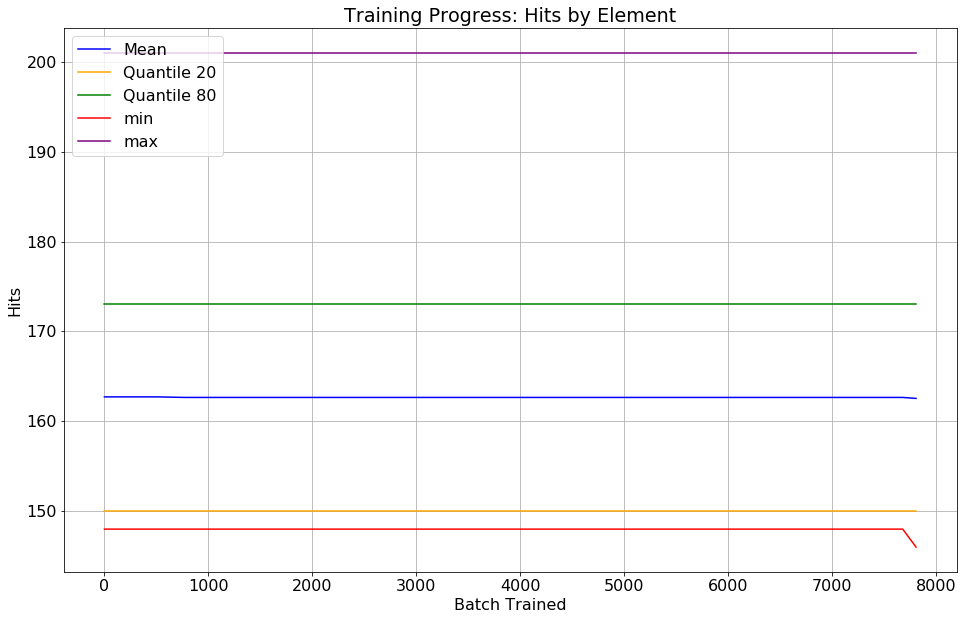 Training Progress: Hits by Element
Mean
Quantile 20
Quantile 80
min
max
200
190
180
170
160
150
Hits
0 1000 2000 3000 4000 5000 6000 7000 8000
Batch Trained